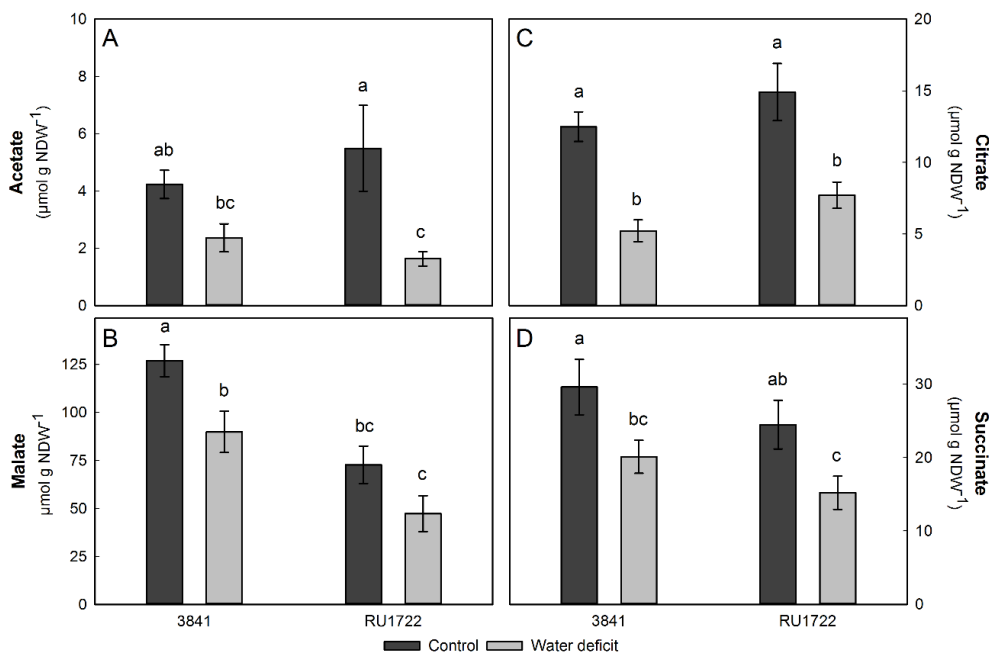 A
10
8
6
4
2
0
Acetate
(µmol g NDW⁻¹)
ab
bc
a
c
C
20
15
10
5
0
Citrate
(µmol g NDW⁻¹)
a
b
a
b
B
125
100
75
50
25
0
Malate
µmol g NDW⁻¹)
a
b
bc
c
3841
RU1722
D
30
20
10
0
Succinate
(µmol g NDW⁻¹)
a
bc
ab
c
3841
RU1722
Control
Water deficit